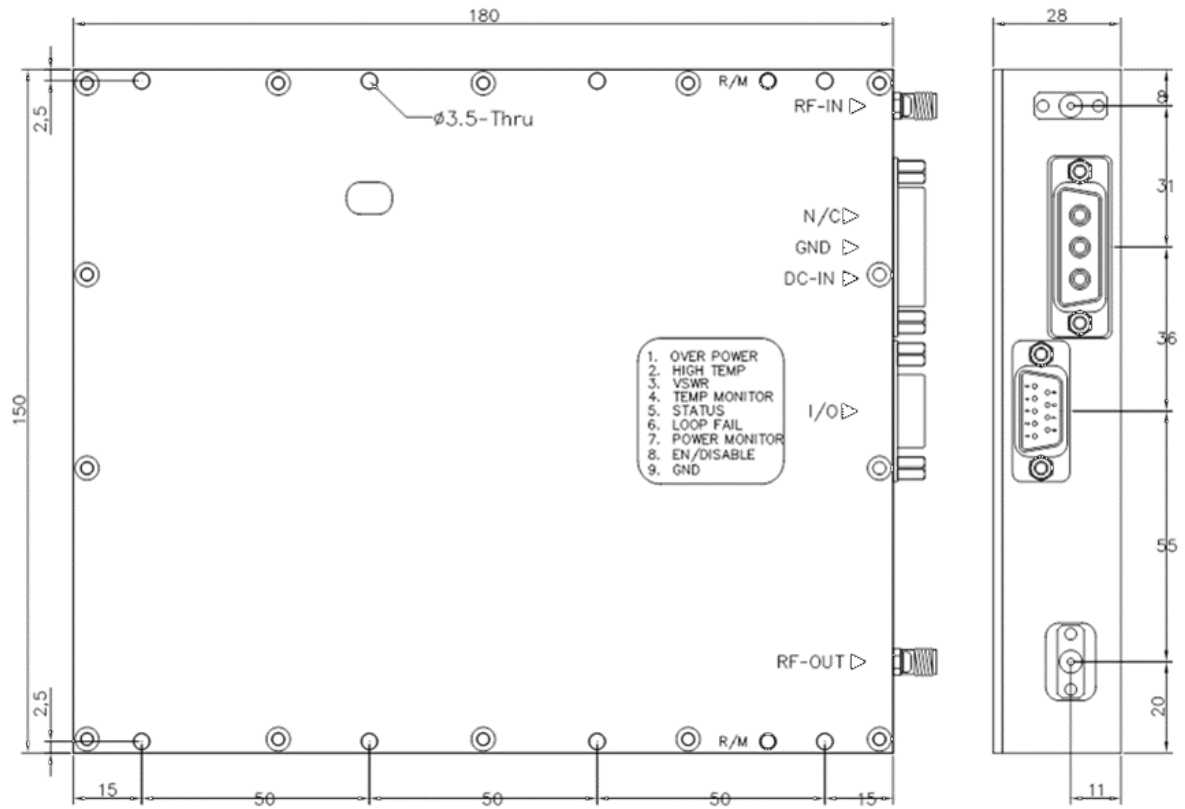 180
28
2,5
R/M
ø3.5-Thru
RF-IN
8
31
N/C
GND
DC-IN
36
150
1. OVER POWER
2. HIGH TEMP
3. VSWR
4. TEMP MONITOR
5. STATUS
6. LOOP FAIL
7. POWER MONITOR
8. EN/DISABLE
9. GND
I/O
55
RF-OUT
2,5
R/M
20
15
50
50
50
15
11